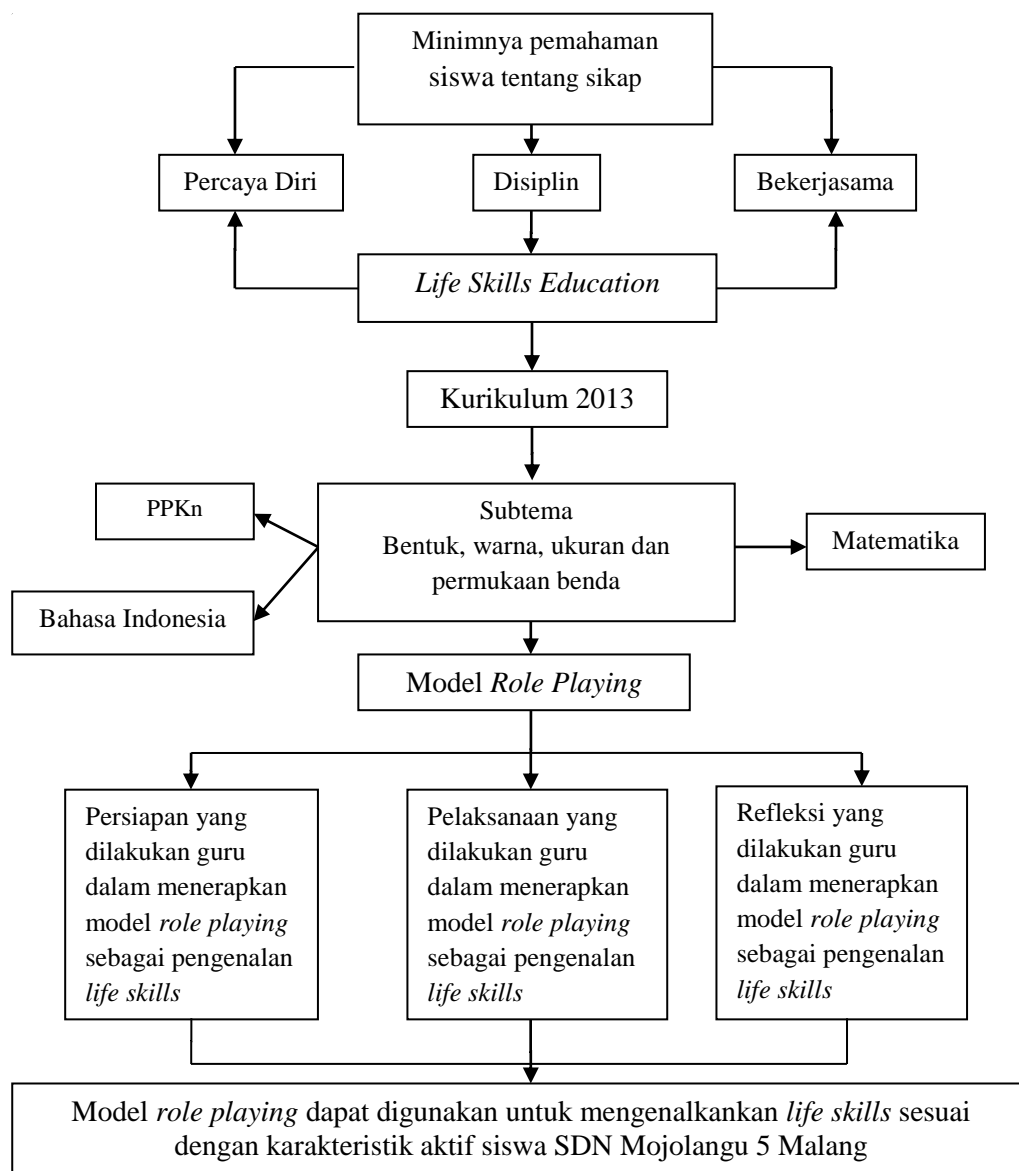 Minimnya pemahaman
siswa tentang sikap
Percaya Diri
Disiplin
Bekerjasama
Life Skills Education
Kurikulum 2013
PPKn
Subtema
Bentuk, warna, ukuran dan
permukaan benda
Matematika
Bahasa Indonesia
Model Role Playing
Persiapan yang
dilakukan guru
dalam menerapkan
model role playing
sebagai pengenalan
life skills
Pelaksanaan yang
dilakukan guru
dalam menerapkan
model role playing
sebagai pengenalan
life skills
Refleksi yang
dilakukan guru
dalam menerapkan
model role playing
sebagai pengenalan
life skills
Model role playing dapat digunakan untuk mengenalkankan life skills sesuai
dengan karakteristik aktif siswa SDN Mojolangu 5 Malang